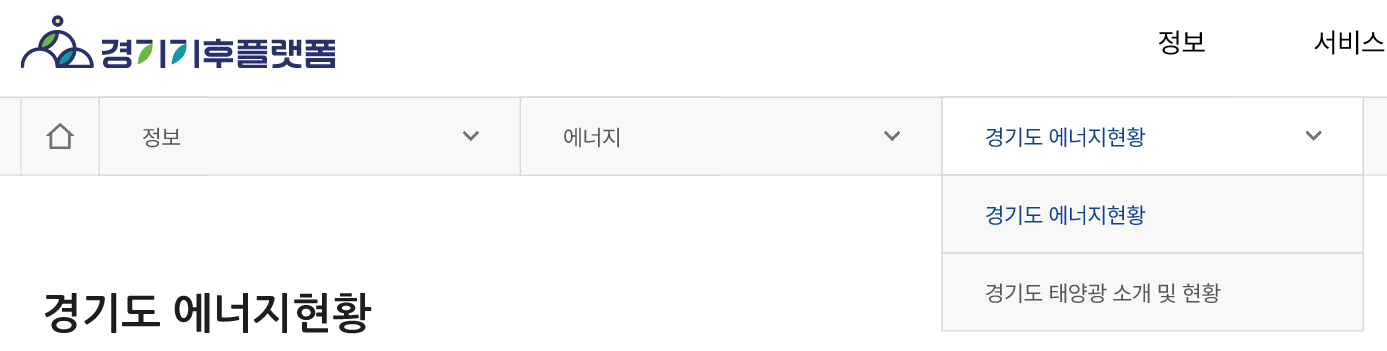 경기기후플랫폼
정보 서비스
정보 에너지 경기도 에너지현황
경기도 에너지현황
경기도 태양광 소개 및 현황
경기도 에너지현황